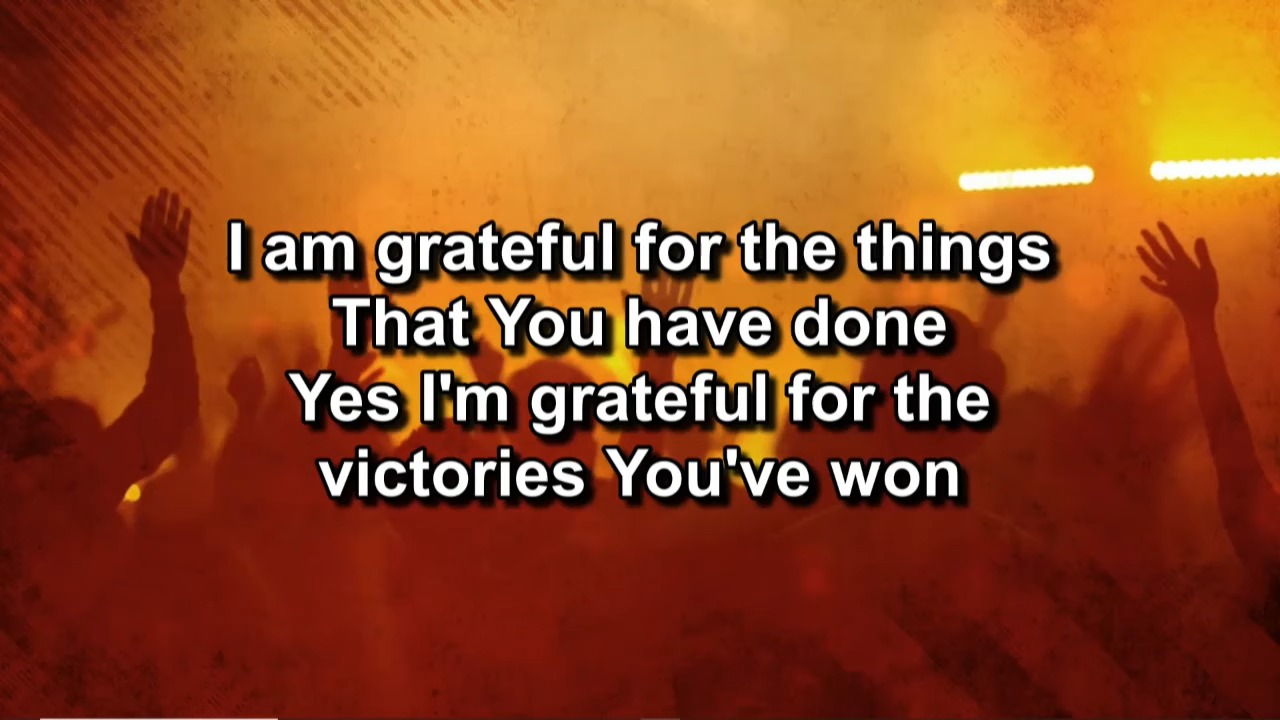 I am grateful for the things
That You have done
Yes I'm grateful for the
victories You've won